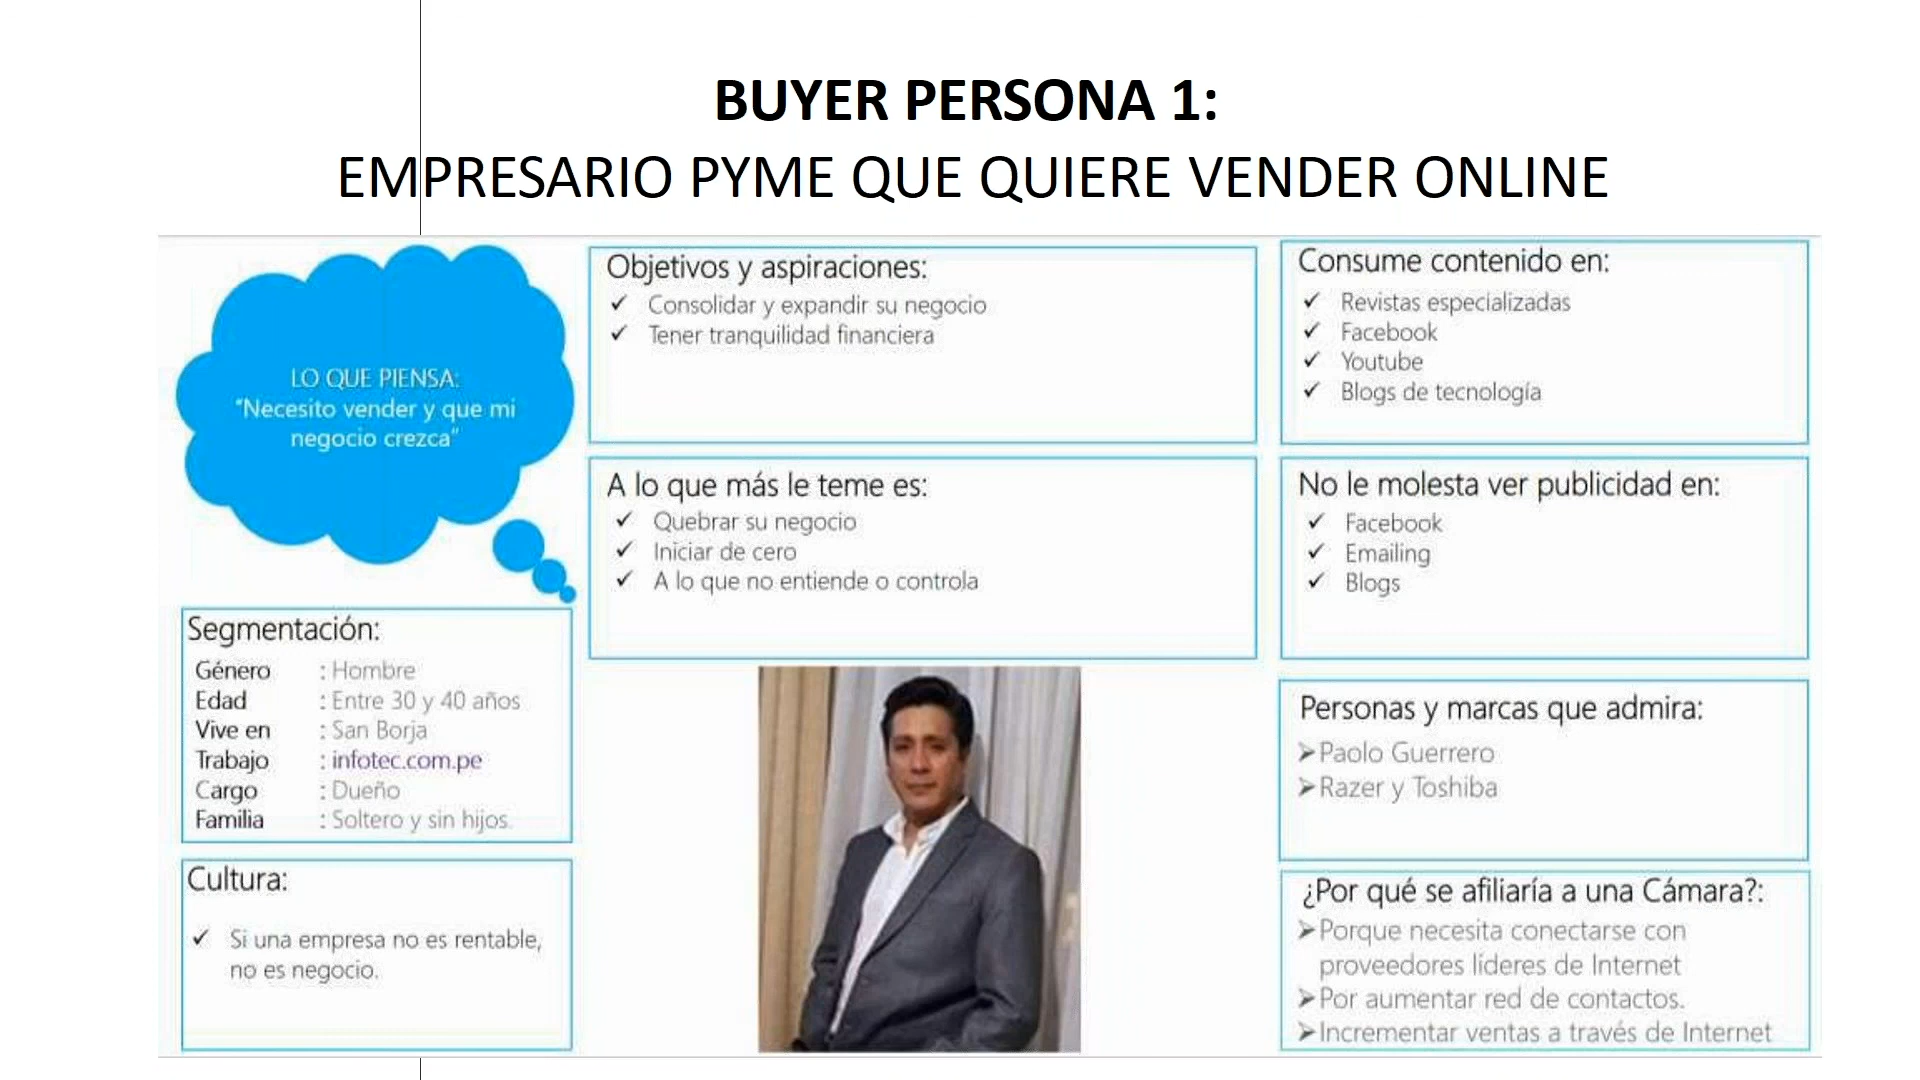 BUYER PERSONA 1:
EMPRESARIO PYME QUE QUIERE VENDER ONLINE
LO QUE PIENSA:
“Necesito vender y que mi
negocio crezca”
Segmentación:
Género : Hombre
Edad : Entre 30 y 40 años
Vive en : San Borja
Trabajo : infotec.com.pe
Cargo : Dueño
Familia : Soltero y sin hijos.
Cultura:
✓ Si una empresa no es rentable,
no es negocio.
Objetivos y aspiraciones:
✓ Consolidar y expandir su negocio
✓ Tener tranquilidad financiera
A lo que más le teme es:
✓ Quebrar su negocio
✓ Iniciar de cero
✓ A lo que no entiende o controla
Consume contenido en:
✓ Revistas especializadas
✓ Facebook
✓ Youtube
✓ Blogs de tecnología
No le molesta ver publicidad en:
✓ Facebook
✓ Emailing
✓ Blogs
Personas y marcas que admira:
➤Paolo Guerrero
➤Razer y Toshiba
¿Por qué se afiliaría a una Cámara?:
➤Porque necesita conectarse con
proveedores líderes de Internet
➤Por aumentar red de contactos.
➤Incrementar ventas a través de Internet